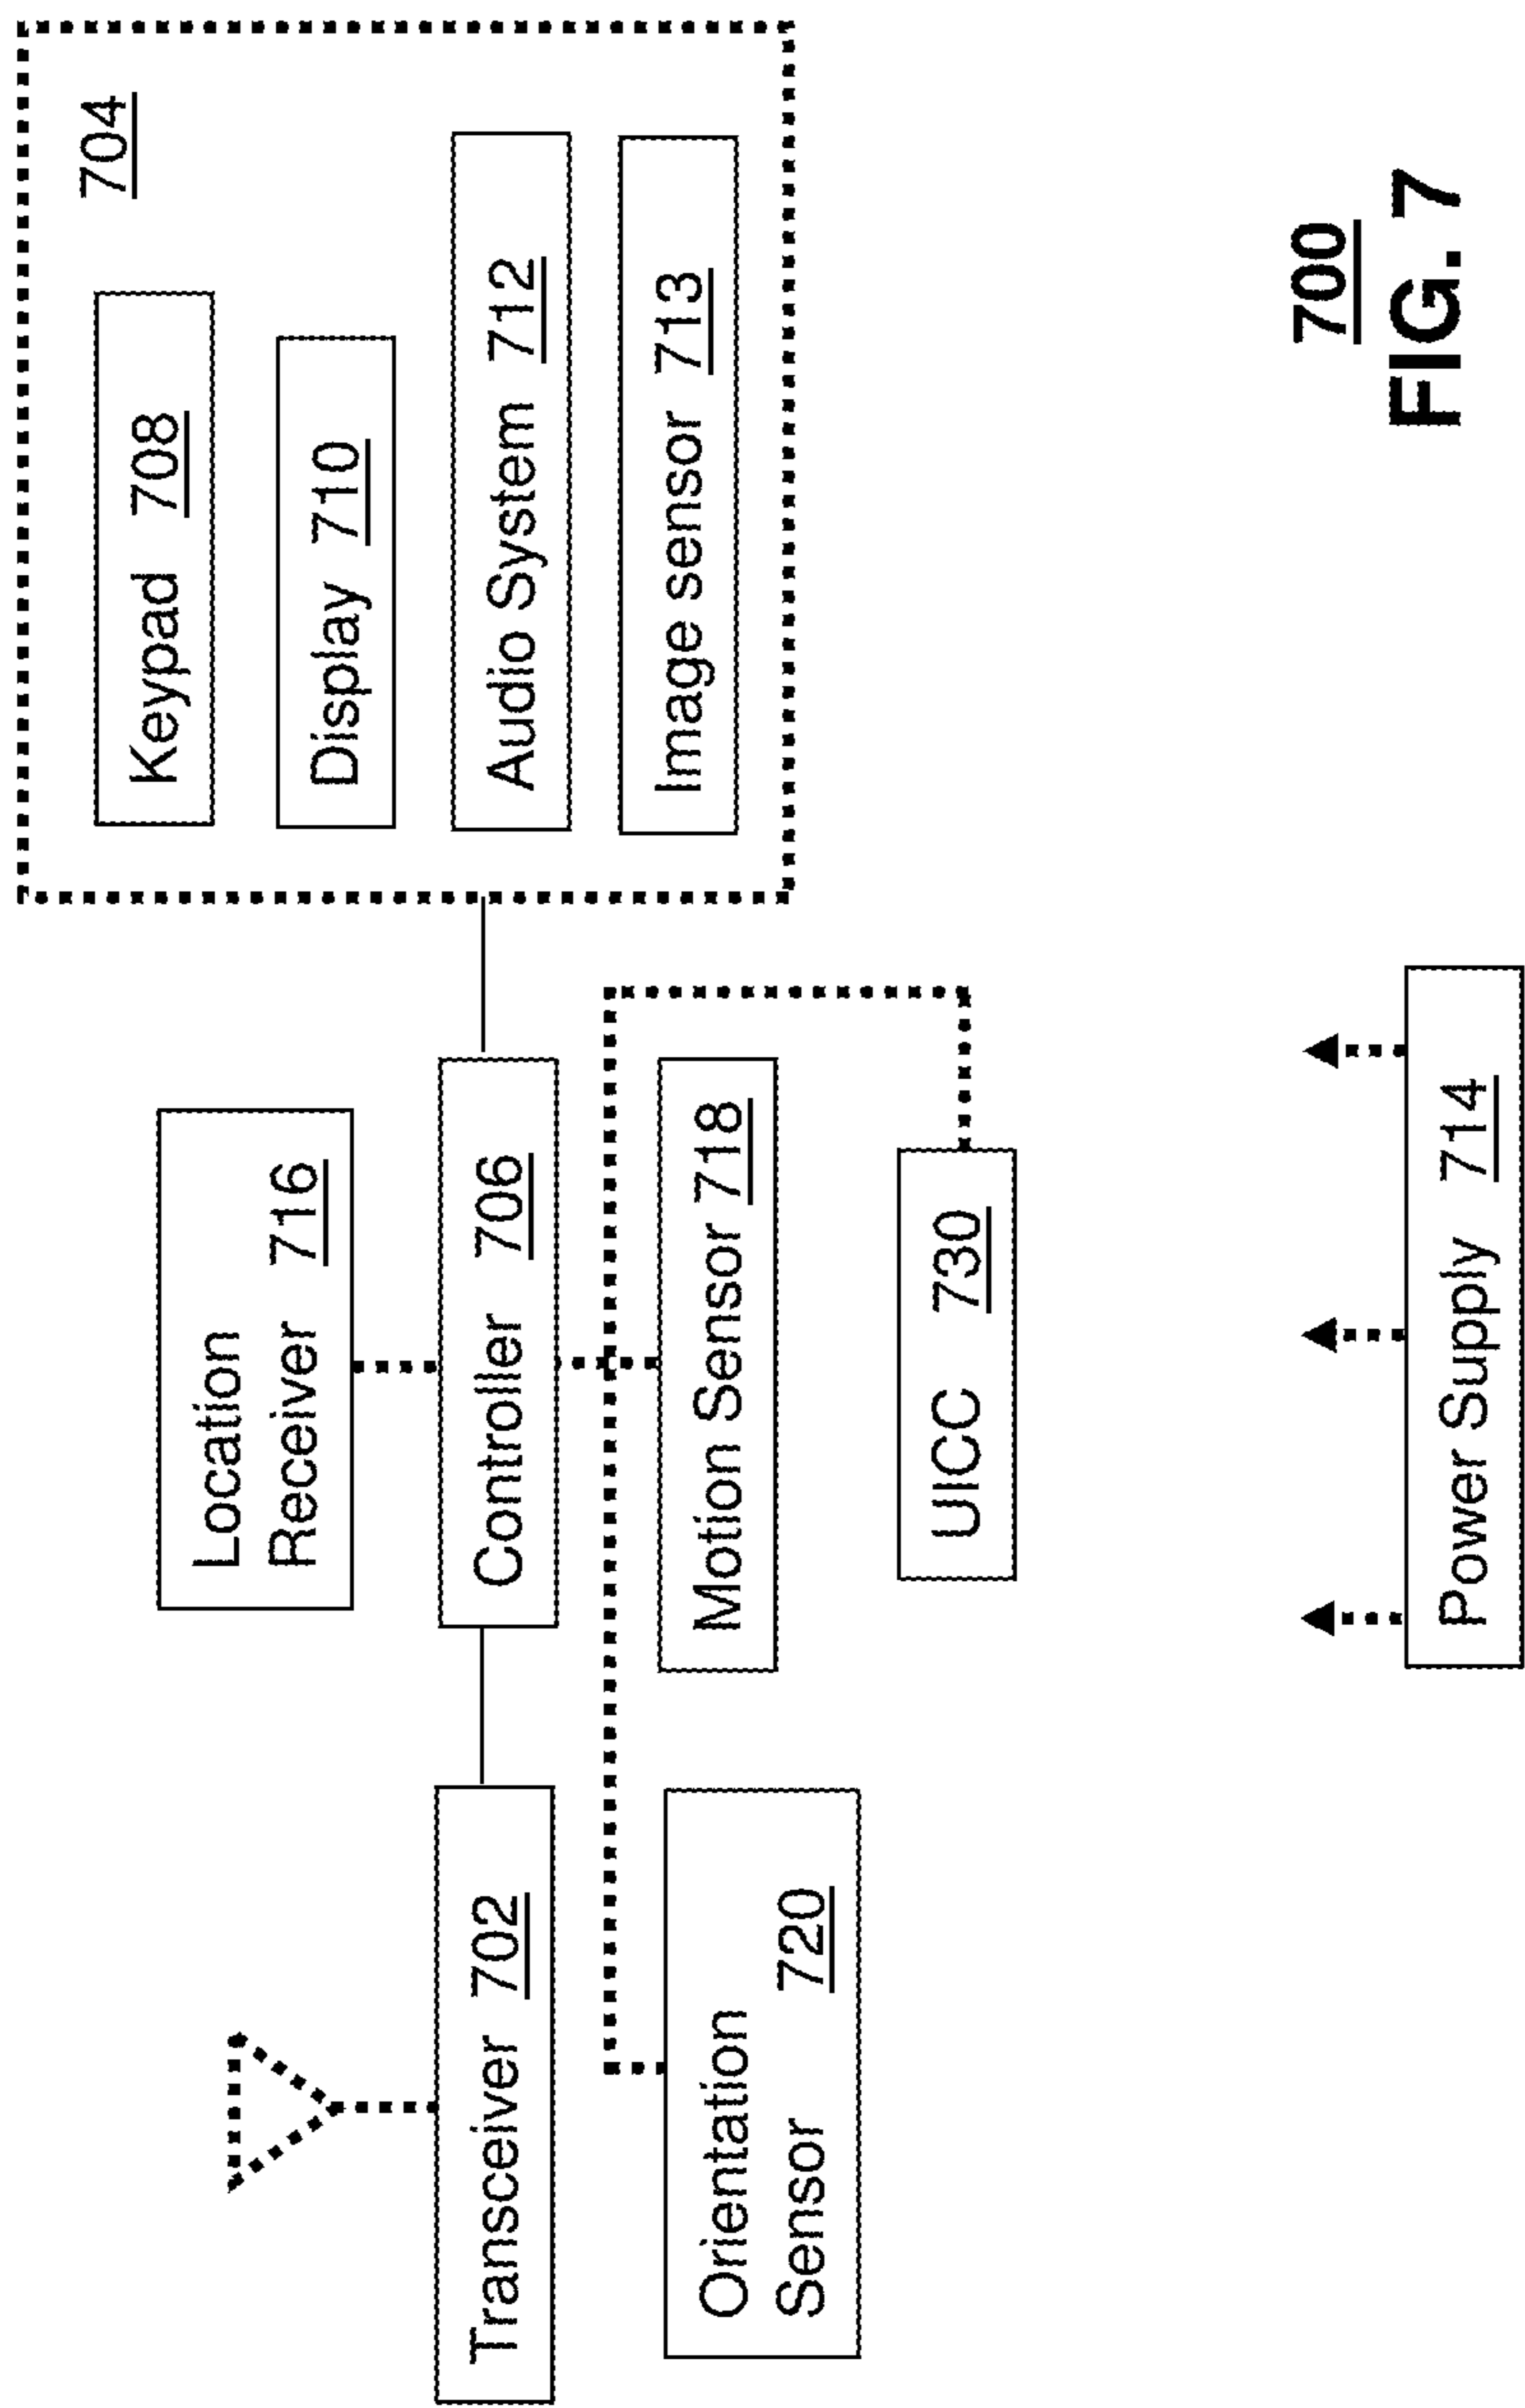 704
Keypad 708
Display 710
Audio System 712
Image sensor 713
Location
Receiver 716
Controller 706
Motion Sensor 718
UICC 730
Transceiver 702
Orientation
Sensor 720
Power Supply 714
700
FIG. 7